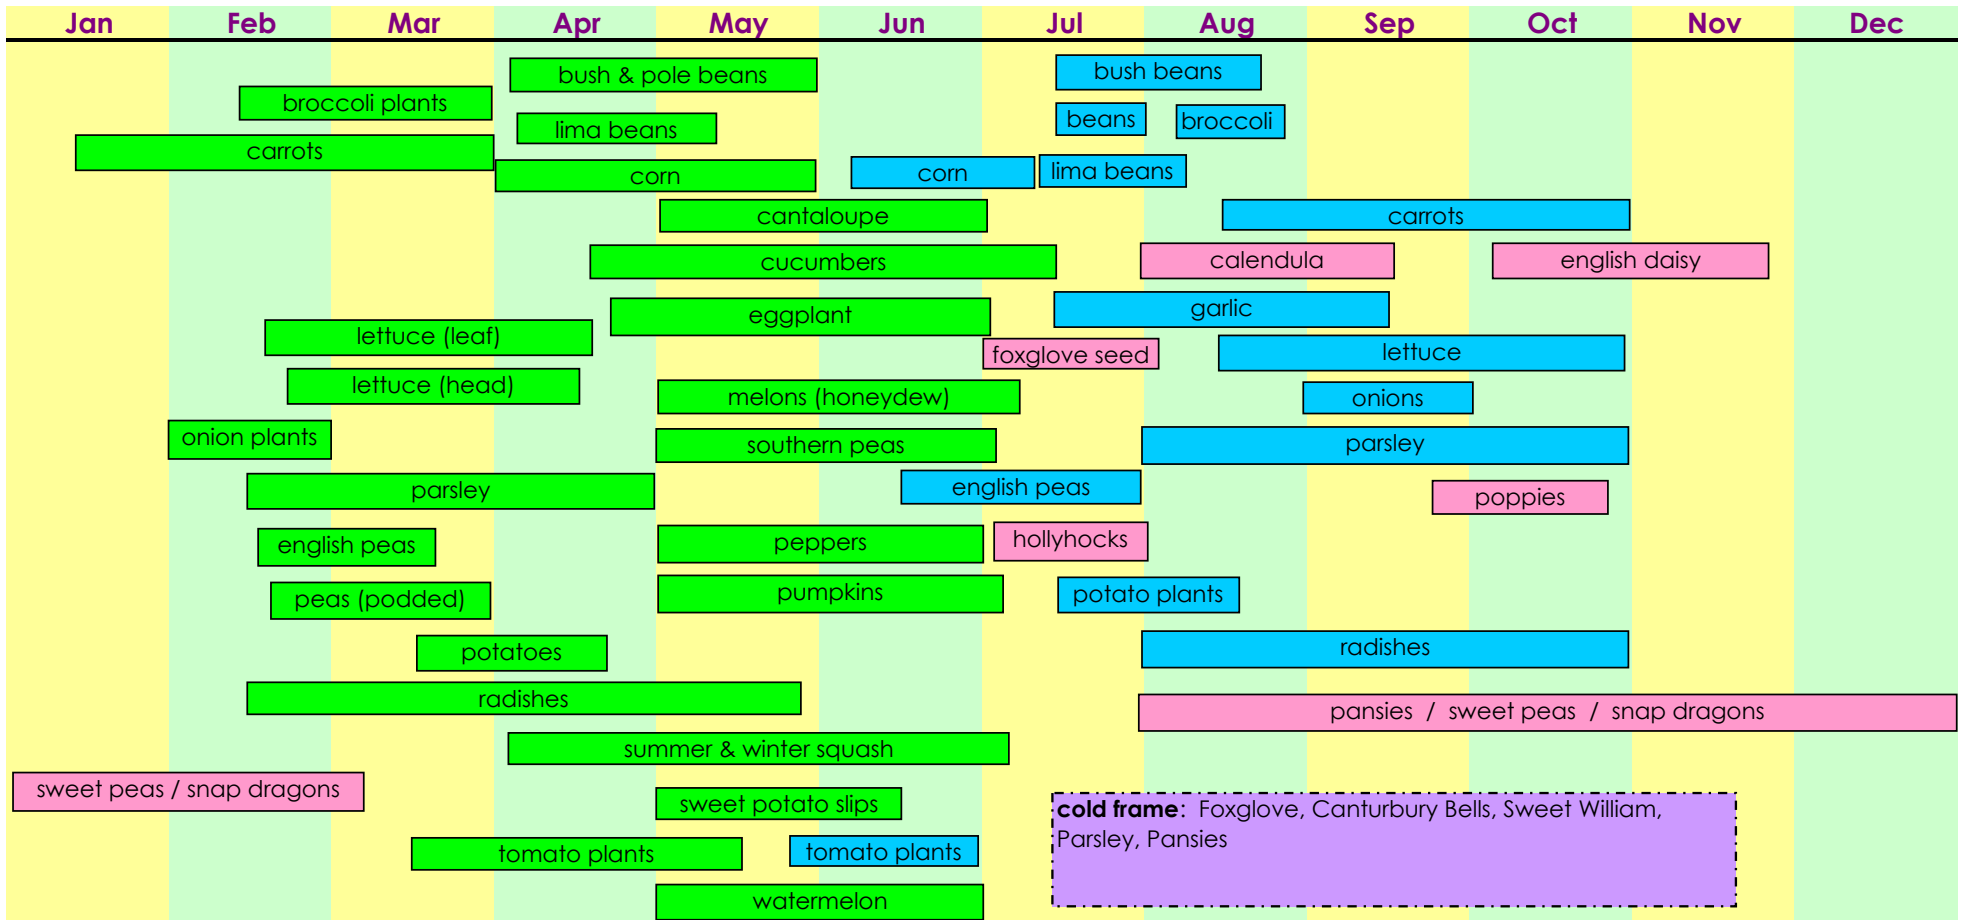 Jan Feb Mar Apr May Jun Jul Aug Sep Oct Nov Dec
bush & pole beans
bush beans
broccoli plants
lima beans
beans
broccoli
carrots
corn
corn
lima beans
cantaloupe
carrots
cucumbers
calendula
english daisy
eggplant
garlic
lettuce (leaf)
foxglove seed
lettuce
lettuce (head)
melons (honeydew)
onions
onion plants
southern peas
parsley
parsley
english peas
poppies
english peas
peppers
hollyhocks
peas (podded)
pumpkins
potato plants
potatoes
radishes
radishes
pansies / sweet peas / snap dragons
summer & winter squash
sweet peas / snap dragons
sweet potato slips
cold frame: Foxglove, Canturbury Bells, Sweet William,
Parsley, Pansies
tomato plants
tomato plants
watermelon